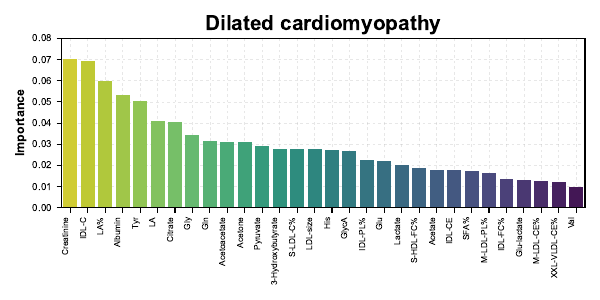 Dilated cardiomyopathy
Importance
0.08
0.07
0.06
0.05
0.04
0.03
0.02
0.01
0.00
Creatinine
IDL-C
LA%
Albumin
Tyr
LA
Citrate
Gly
Gln
Acetoacetate
Acetone
Pyruvate
3-Hydroxybutyrate
S-LDL-C%
LDL-size
His
GlycA
IDL-PL%
Glu
Lactate
S-HDL-FC%
Acetate
IDL-CE
SFA%
M-LDL-PL%
IDL-FC%
Glu-lactate
M-LDL-CE%
XXL-VLDL-CE%
Val